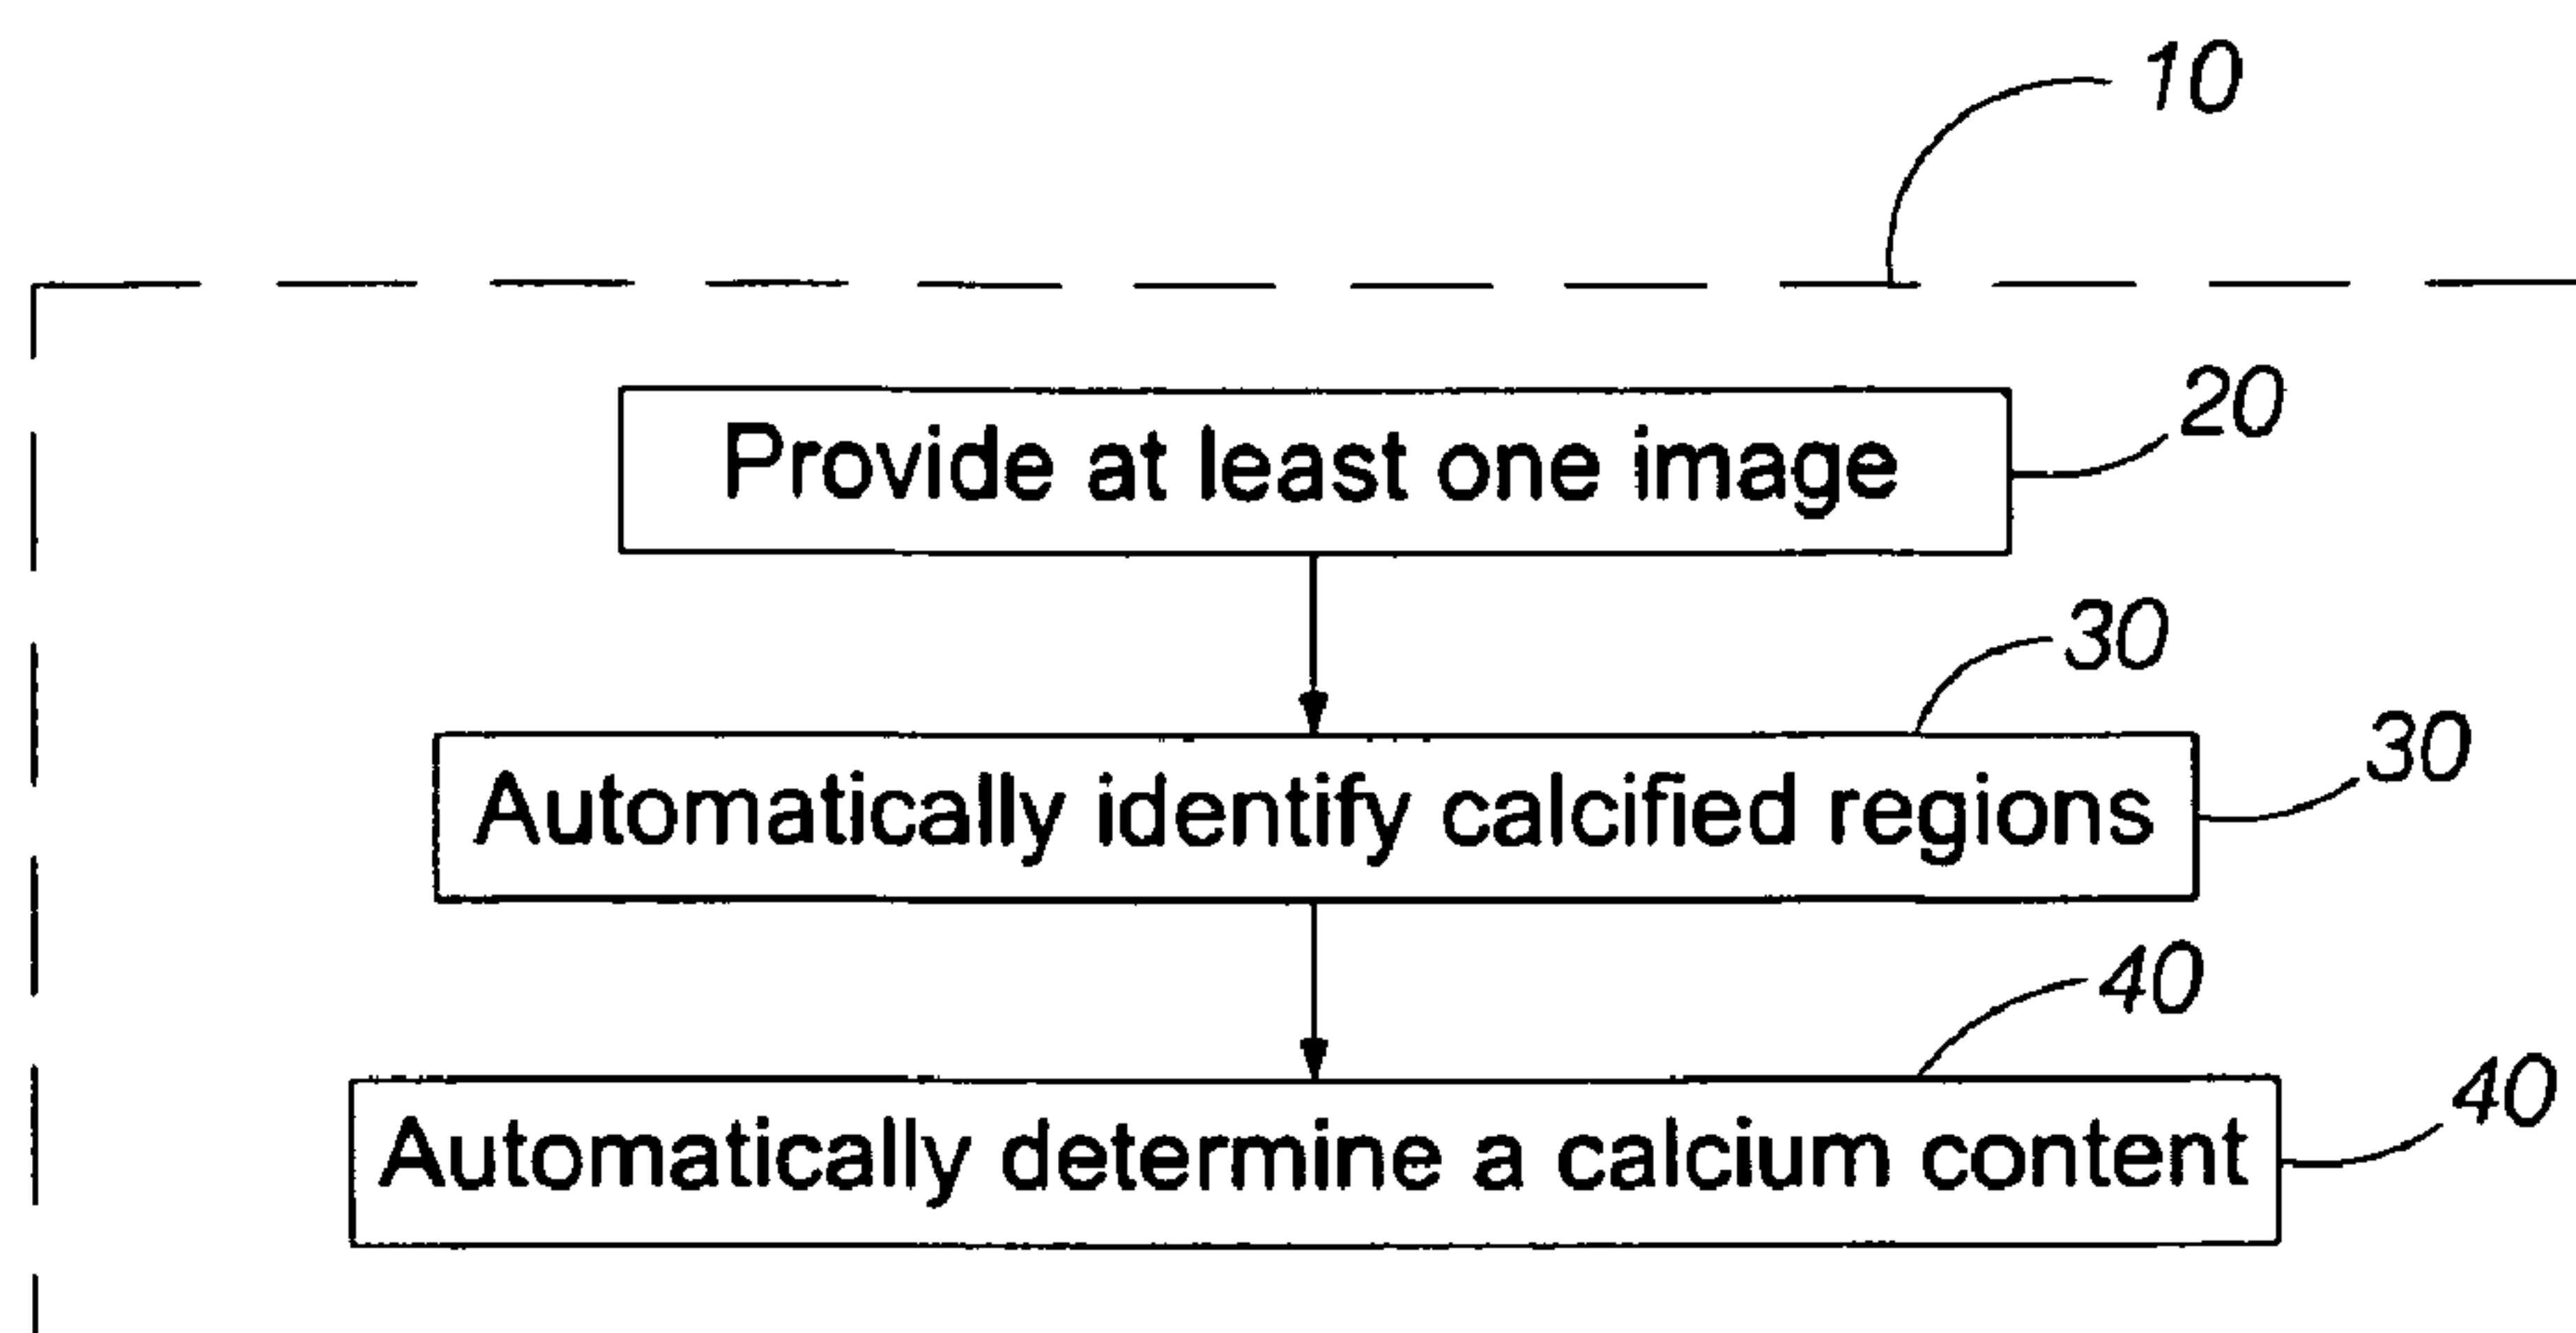 10
Provide at least one image
20
30
Automatically identify calcified regions
30
40
Automatically determine a calcium content
40